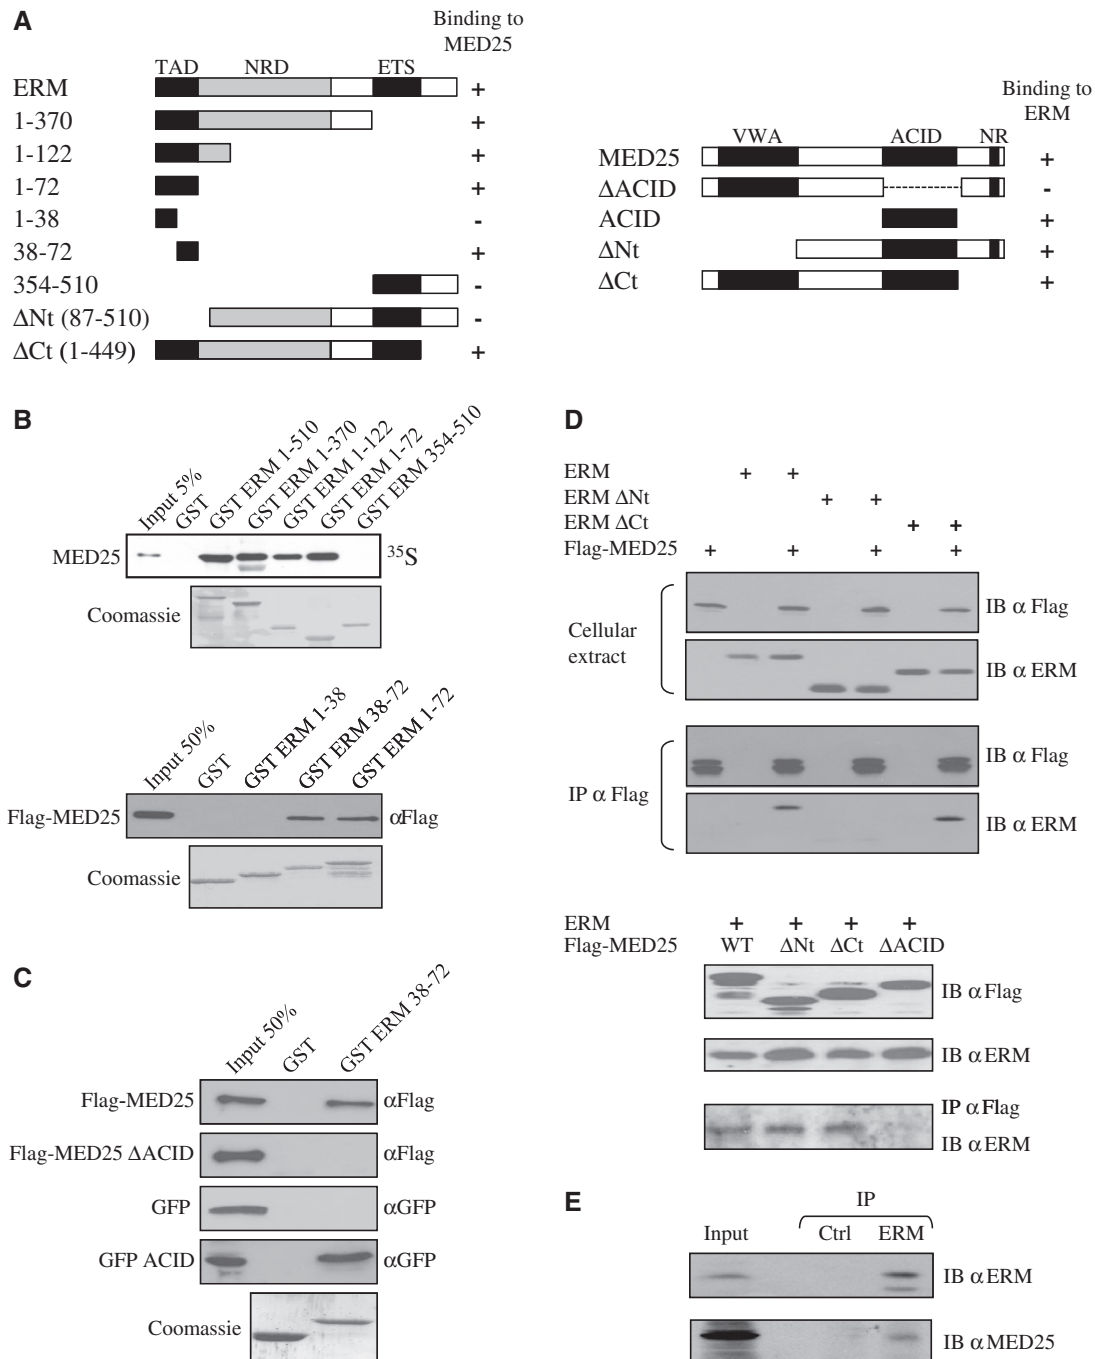 A
Binding to
MED25
TAD NRD ETS
ERM +
1-370 +
1-122 +
1-72 +
1-38 -
38-72 +
354-510 -
ΔNt (87-510) -
ΔCt (1-449) +
Binding to
ERM
VWA ACID NR
MED25 +
ΔACID -
ACID +
ΔNt +
ΔCt +
B
Input 5%
GST
GST ERM 1-510
GST ERM 1-370
GST ERM 1-122
GST ERM 1-72
GST ERM 354-510
MED25 35S
Coomassie
Input 50%
GST
GST ERM 1-38
GST ERM 38-72
GST ERM 1-72
Flag-MED25 αFlag
Coomassie
C
Input 50%
GST
GST ERM 38-72
Flag-MED25 αFlag
Flag-MED25 ΔACID αFlag
GFP αGFP
GFP ACID αGFP
Coomassie
D
ERM + +
ERM ΔNt + +
ERM ΔCt + +
Flag-MED25 + + + +
Cellular
extract
IB α Flag
IB α ERM
IP α Flag
IB α Flag
IB α ERM
ERM + + + +
Flag-MED25 WT ΔNt ΔCt ΔACID
IB αFlag
IB αERM
IP αFlag
IB αERM
E
IP
Input Ctrl ERM
IB αERM
IB αMED25